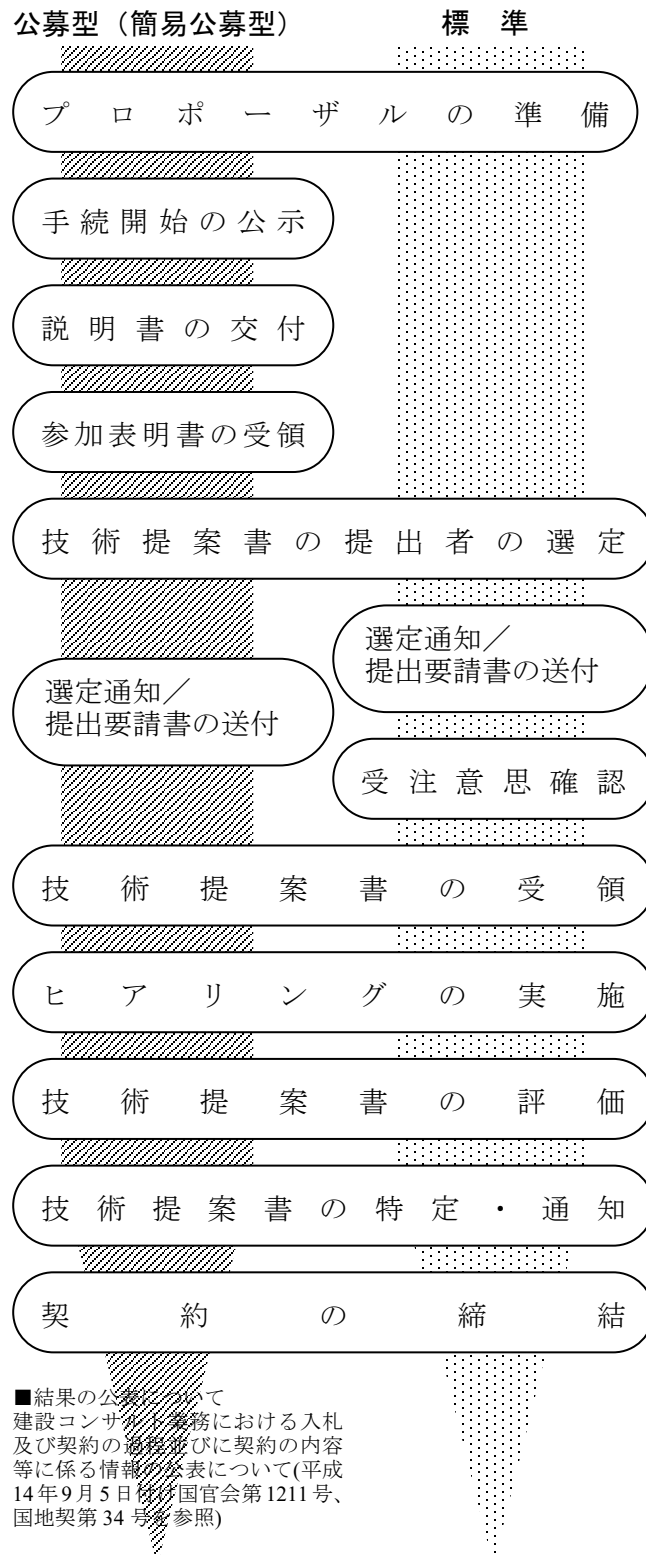 公募型（簡易公募型）
標　準
プロポーザルの準備
手続開始の公示
説明書の交付
参加表明書の受領
技術提案書の提出者の選定
選定通知／
提出要請書の送付
選定通知／
提出要請書の送付
受注意思確認
技術提案書の受領
ヒアリングの実施
技術提案書の評価
技術提案書の特定・通知
契約の締結
■結果の公表について
建設コンサルト業務における入札
及び契約の過程並びに契約の内容
等に係る情報の公表について(平成
14年9月5日付け国官会第1211号、
国地契第34号を参照)